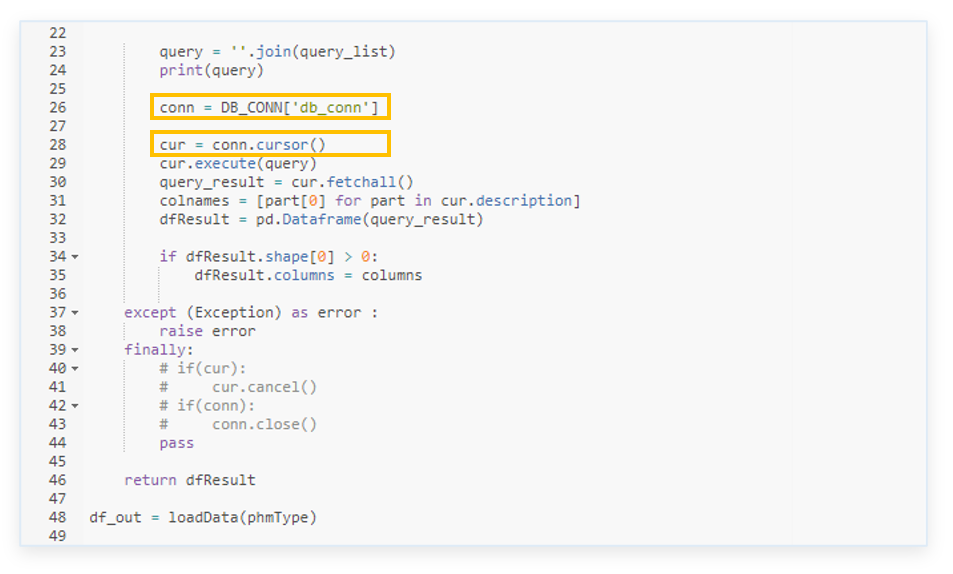 22
23 query = ''.join(query_list)
24 print(query)
25
26 conn = DB_CONN['db_conn']
27
28 cur = conn.cursor()
29 cur.execute(query)
30 query_result = cur.fetchall()
31 colnames = [part[0] for part in cur.description]
32 dfResult = pd.Dataframe(query_result)
33
34 if dfResult.shape[0] > 0:
35 dfResult.columns = columns
36
37 except (Exception) as error :
38 raise error
39 finally:
40 # if(cur):
41 #     cur.cancel()
42 # if(conn):
43 #     conn.close()
44 pass
45
46 return dfResult
47
48 df_out = loadData(phmType)
49